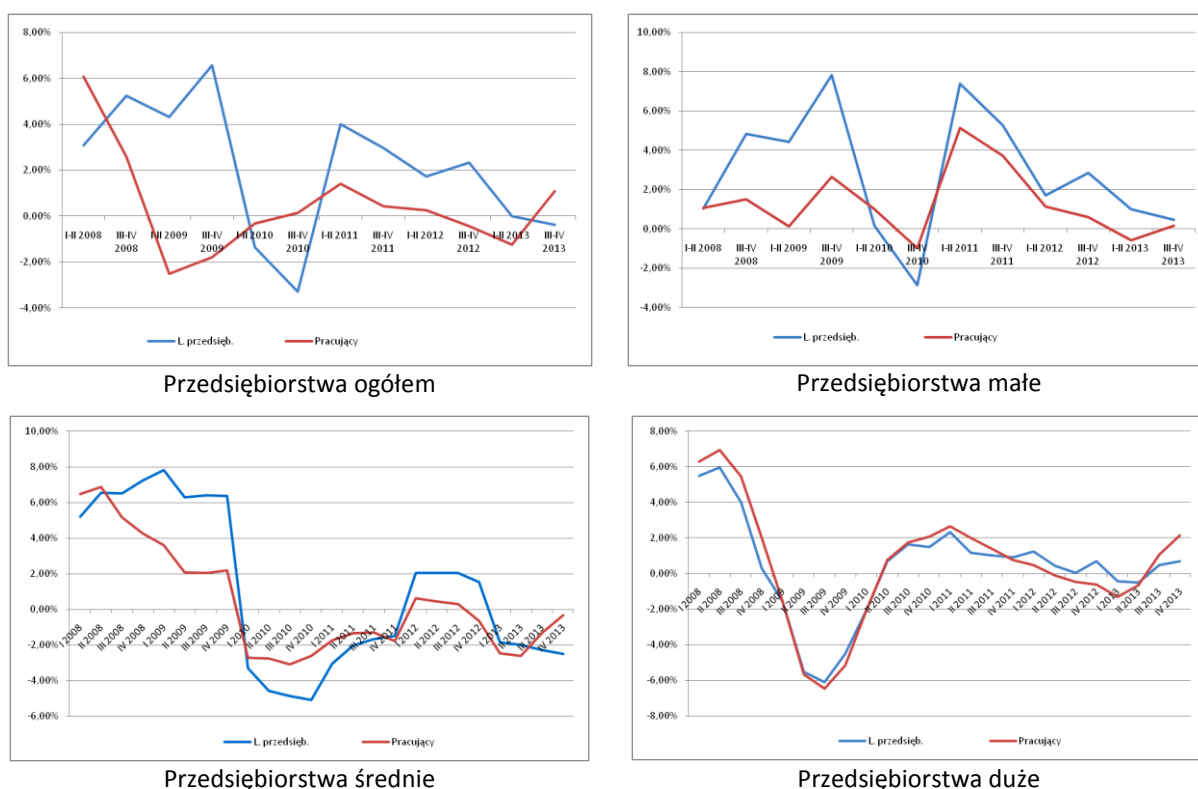 8,00%
6,00%
4,00%
2,00%
0,00%
-2,00%
-4,00%
I-II 2008 III-IV 2008 I-II 2009 III-IV 2009 I-II 2010 III-IV 2010 I-II 2011 III-IV 2011 I-II 2012 III-IV 2012 I-II 2013 III-IV 2013
L. przedsięb. Pracujący
Przedsiębiorstwa ogółem
10,00%
8,00%
6,00%
4,00%
2,00%
0,00%
-2,00%
-4,00%
I-II 2008 III-IV 2008 I-II 2009 III-IV 2009 I-II 2010 III-IV 2010 I-II 2011 III-IV 2011 I-II 2012 III-IV 2012 I-II 2013 III-IV 2013
L. przedsięb. Pracujący
Przedsiębiorstwa małe
10,00%
8,00%
6,00%
4,00%
2,00%
0,00%
-2,00%
-4,00%
-6,00%
I 2008 II 2008 III 2008 IV 2008 I 2009 II 2009 III 2009 IV 2009 I 2010 II 2010 III 2010 IV 2010 I 2011 II 2011 III 2011 IV 2011 I 2012 II 2012 III 2012 IV 2012 I 2013 II 2013 III 2013 IV 2013
L. przedsięb. Pracujący
Przedsiębiorstwa średnie
8,00%
6,00%
4,00%
2,00%
0,00%
-2,00%
-4,00%
-6,00%
-8,00%
I 2008 II 2008 III 2008 IV 2008 I 2009 II 2009 III 2009 IV 2009 I 2010 II 2010 III 2010 IV 2010 I 2011 II 2011 III 2011 IV 2011 I 2012 II 2012 III 2012 IV 2012 I 2013 II 2013 III 2013 IV 2013
L. przedsięb. Pracujący
Przedsiębiorstwa duże